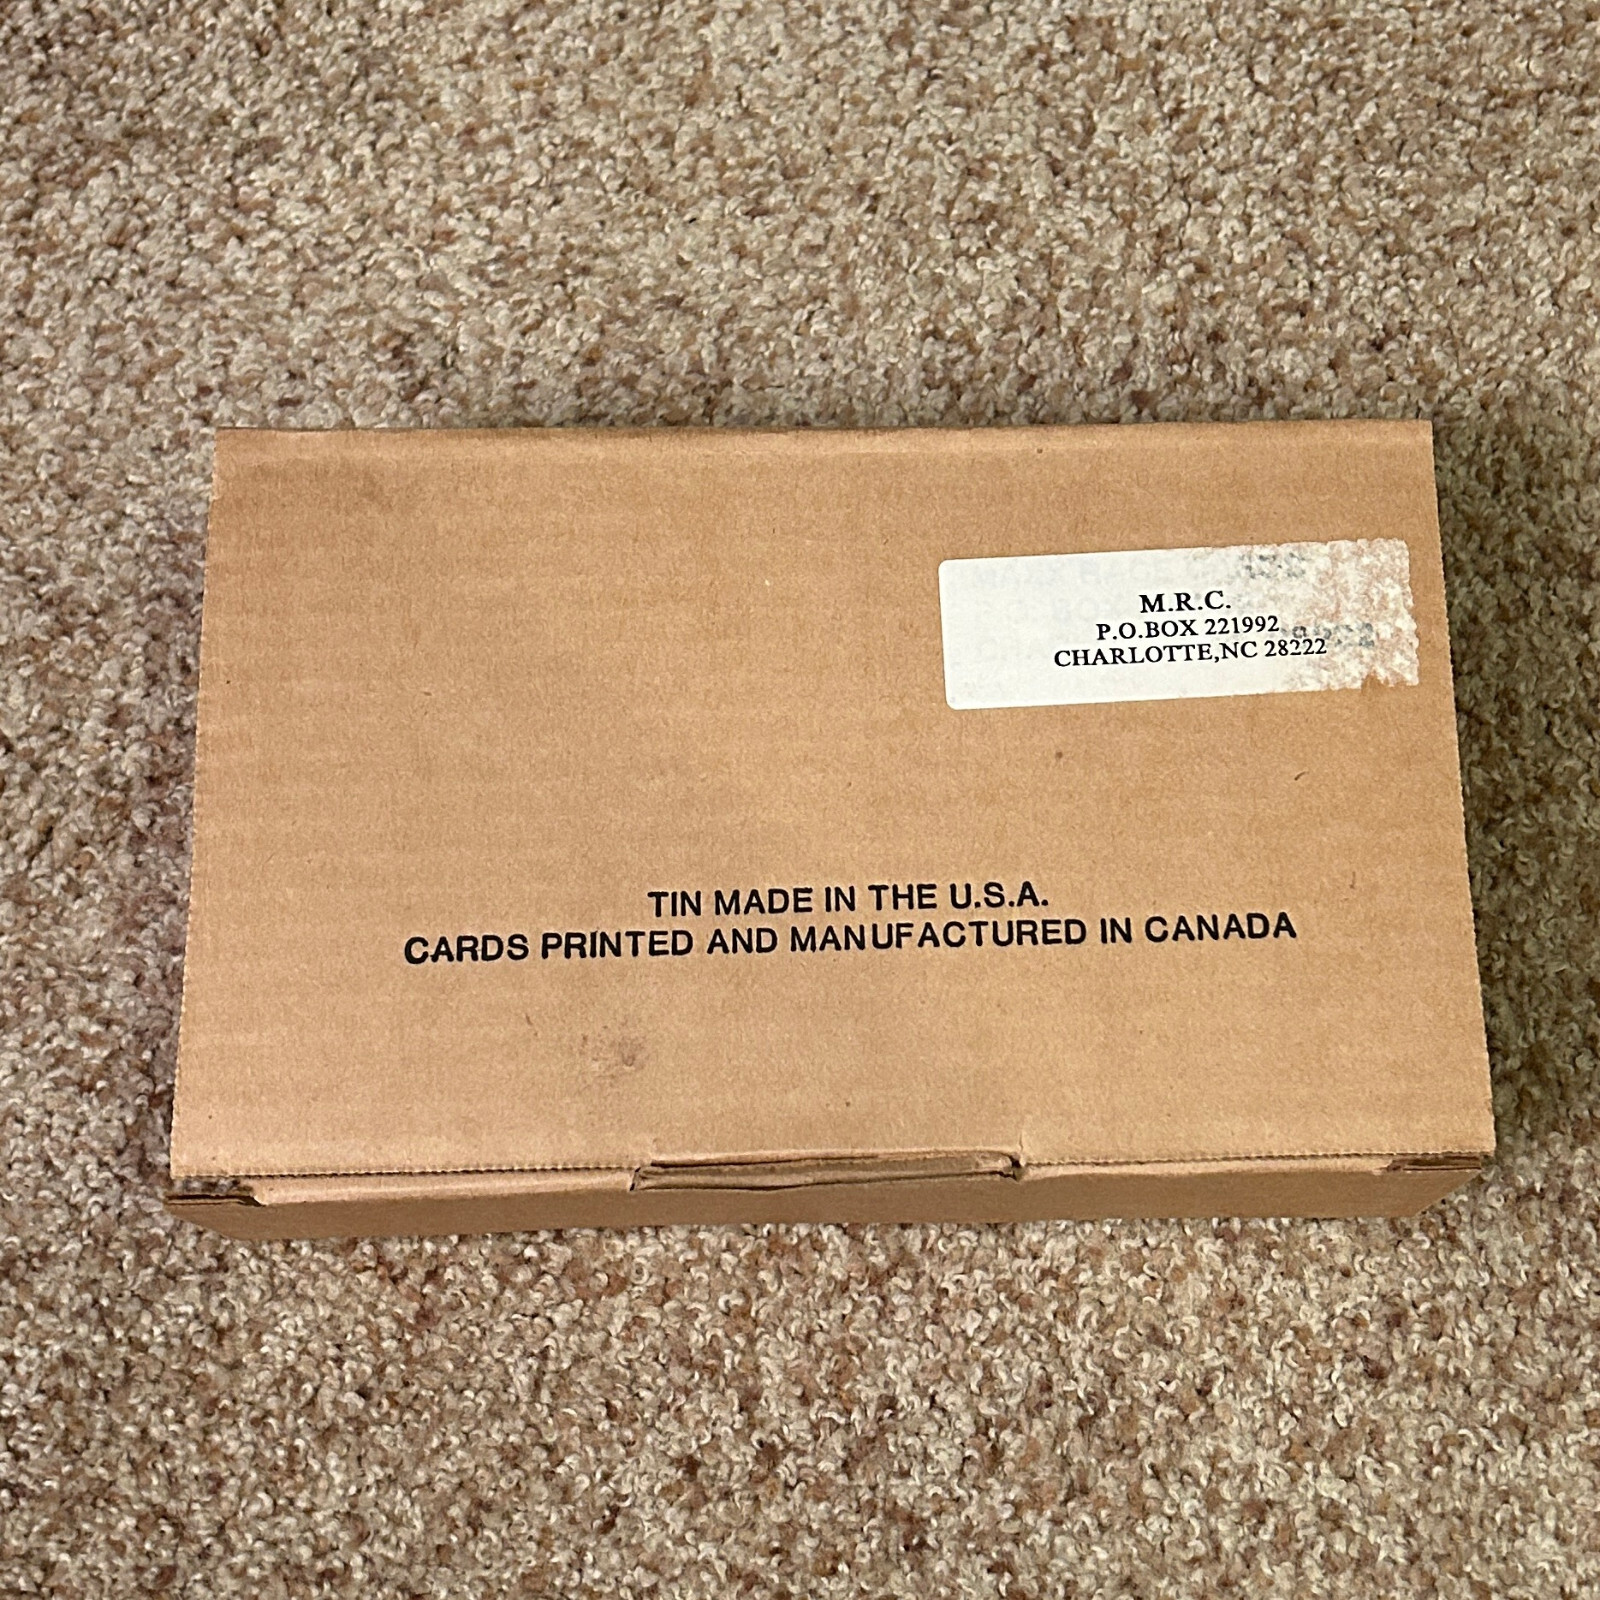 M.R.C.
P.O.BOX 221992
CHARLOTTE,NC 28222
TIN MADE IN THE U.S.A.
CARDS PRINTED AND MANUFACTURED IN CANADA